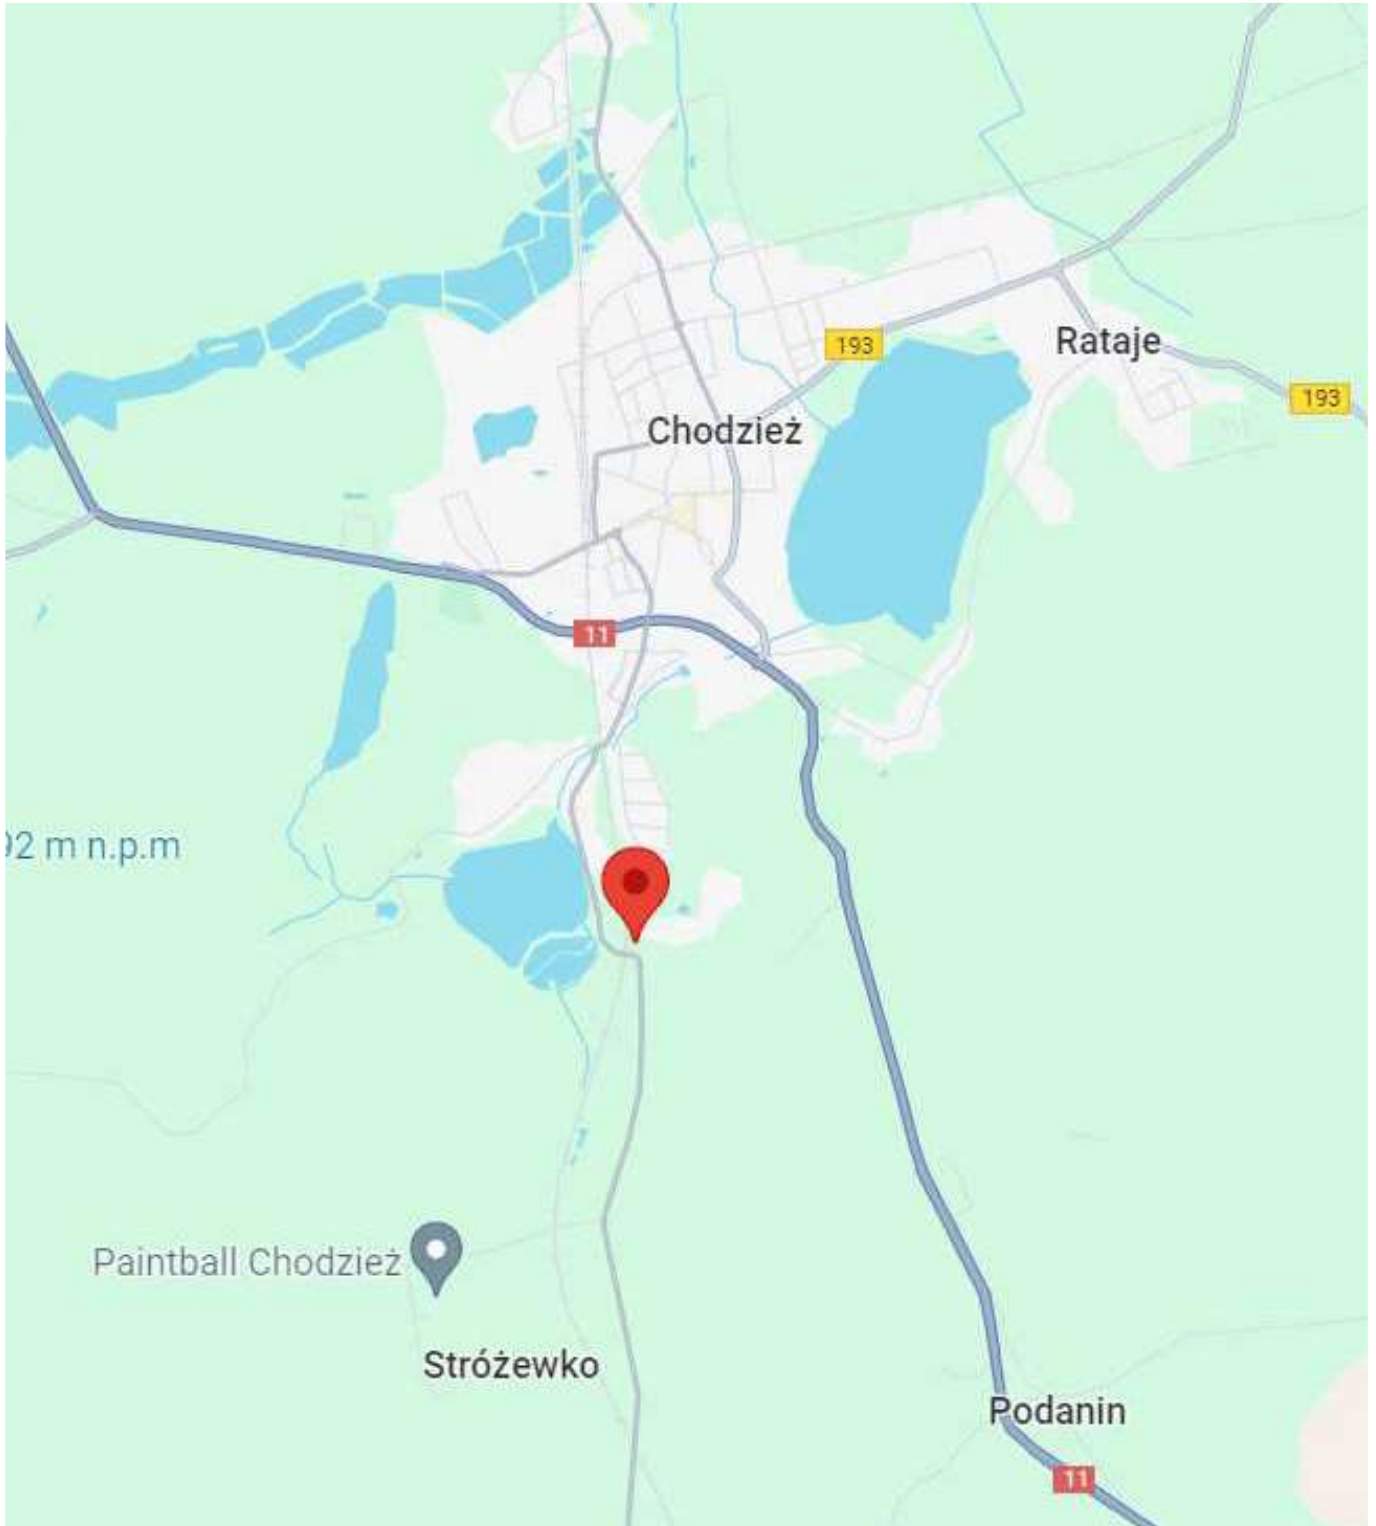 193
Rataje
193
Chodzież
11
92 m n.p.m
Paintball Chodzież
Stróżewko
Podanin
11